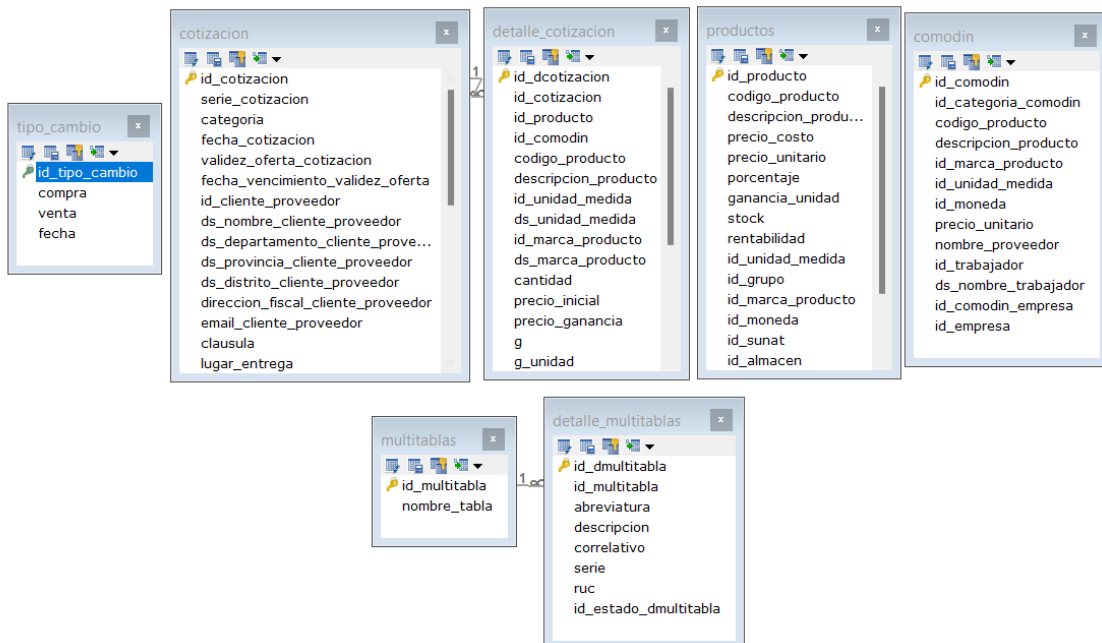 tipo_cambio
id_tipo_cambio
compra
venta
fecha
cotizacion
id_cotizacion
serie_cotizacion
categoria
fecha_cotizacion
validez_oferta_cotizacion
fecha_vencimiento_validez_oferta
id_cliente_proveedor
ds_nombre_cliente_proveedor
ds_departamento_cliente_prove...
ds_provincia_cliente_proveedor
ds_distrito_cliente_proveedor
direccion_fiscal_cliente_proveedor
email_cliente_proveedor
clausula
lugar_entrega
1
detalle_cotizacion
id_dcotizacion
id_cotizacion
id_producto
id_comodin
codigo_producto
descripcion_producto
id_unidad_medida
ds_unidad_medida
id_marca_producto
ds_marca_producto
cantidad
precio_inicial
precio_ganancia
g
g_unidad
productos
id_producto
codigo_producto
descripcion_produ...
precio_costo
precio_unitario
porcentaje
ganancia_unidad
stock
rentabilidad
id_unidad_medida
id_grupo
id_marca_producto
id_moneda
id_sunat
id_almacen
comodin
id_comodin
id_categoria_comodin
codigo_producto
descripcion_producto
id_marca_producto
id_unidad_medida
id_moneda
precio_unitario
nombre_proveedor
id_trabajador
ds_nombre_trabajador
id_comodin_empresa
id_empresa
multitablas
id_multitabla
nombre_tabla
1
detalle_multitablas
id_dmultitabla
id_multitabla
abreviatura
descripcion
correlativo
serie
ruc
id_estado_dmultitabla